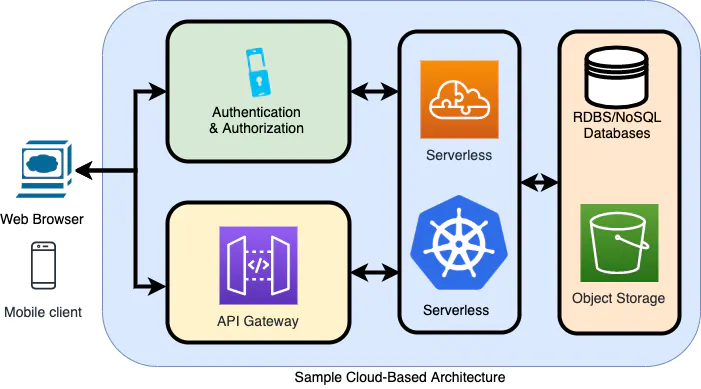 Authentication
& Authorization
Serverless
RDBS/NoSQL
Databases
Web Browser
Mobile client
</>
API Gateway
Serverless
Object Storage
Sample Cloud-Based Architecture